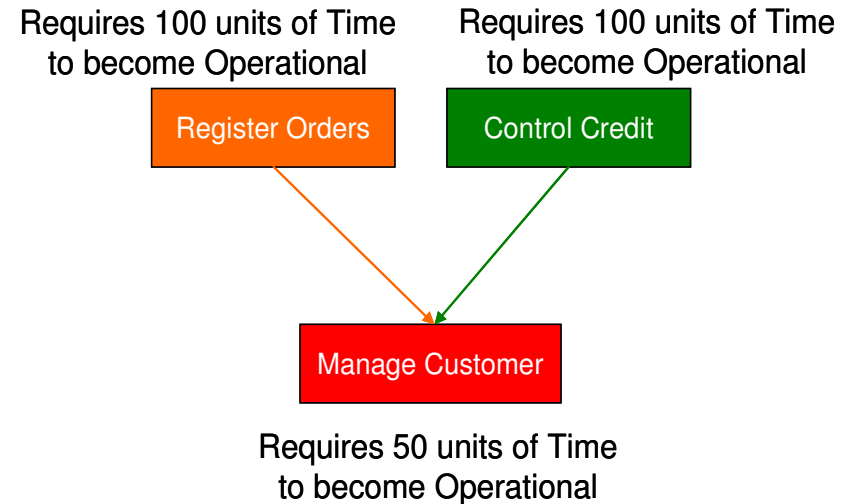 Requires 100 units of Time
to become Operational
Requires 100 units of Time
to become Operational
Register Orders
Control Credit
Manage Customer
Requires 50 units of Time
to become Operational